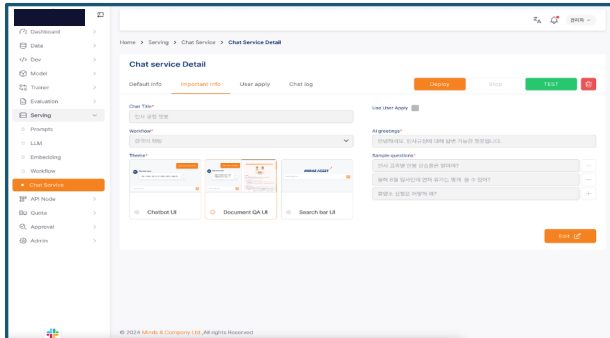 관리자
Dashboard
Data
Dev
Model
Trainer
Evaluation
Serving
Prompts
LLM
Embedding
Workflow
Chat Service
API Node
Quota
Approval
Admin
Home > Serving > Chat Service > Chat Service Detail
Chat service Detail
Default info Important info User apply Chat log
Deploy Stop TEST
Chat Title*
인사 규정 챗봇
Workflow*
Theme*
Chatbot UI Document QA UI Search bar UI
Live User Apply
AI greetings*
안녕하세요. 인사규정에 대해 답변 가능한 챗봇입니다.
Sample questions*
Edit
© 2024 Minds & Company Ltd ,All rights Reserved